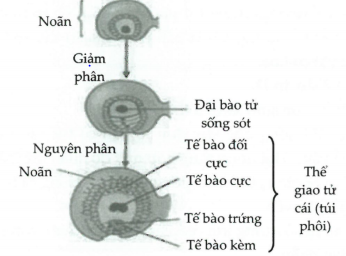 Noãn
Giảm
phân
Đại bào tử
sống sót
Nguyên phân
Noãn
Tế bào đối
cực
Tế bào cực
Tế bào trứng
Tế bào kèm
Thể
giao tử
cái (túi
phôi)